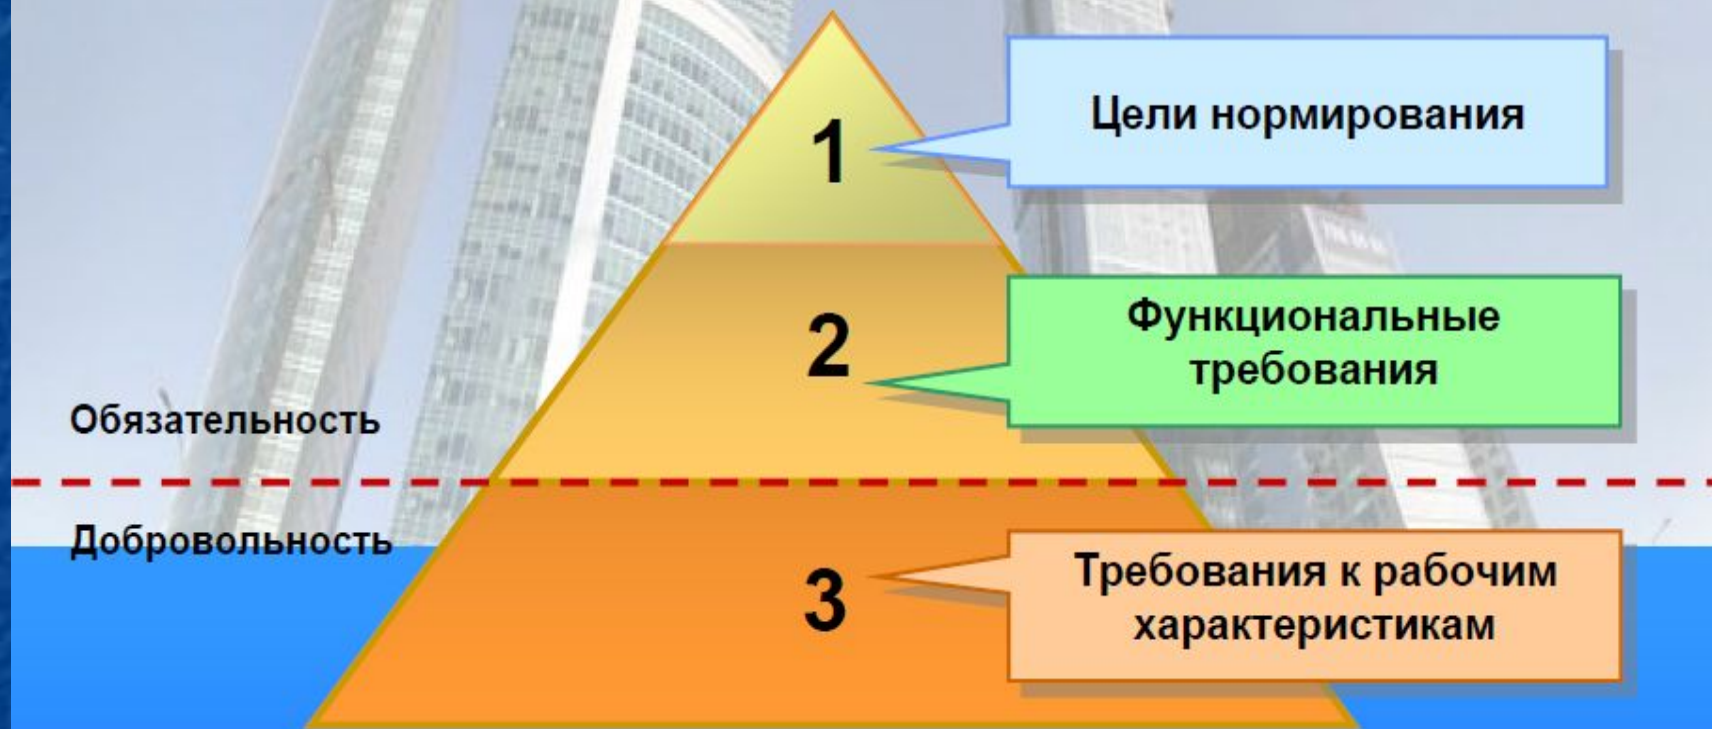 1
Цели нормирования
2
Функциональные
требования
Обязательность
Добровольность
3
Требования к рабочим
характеристикам